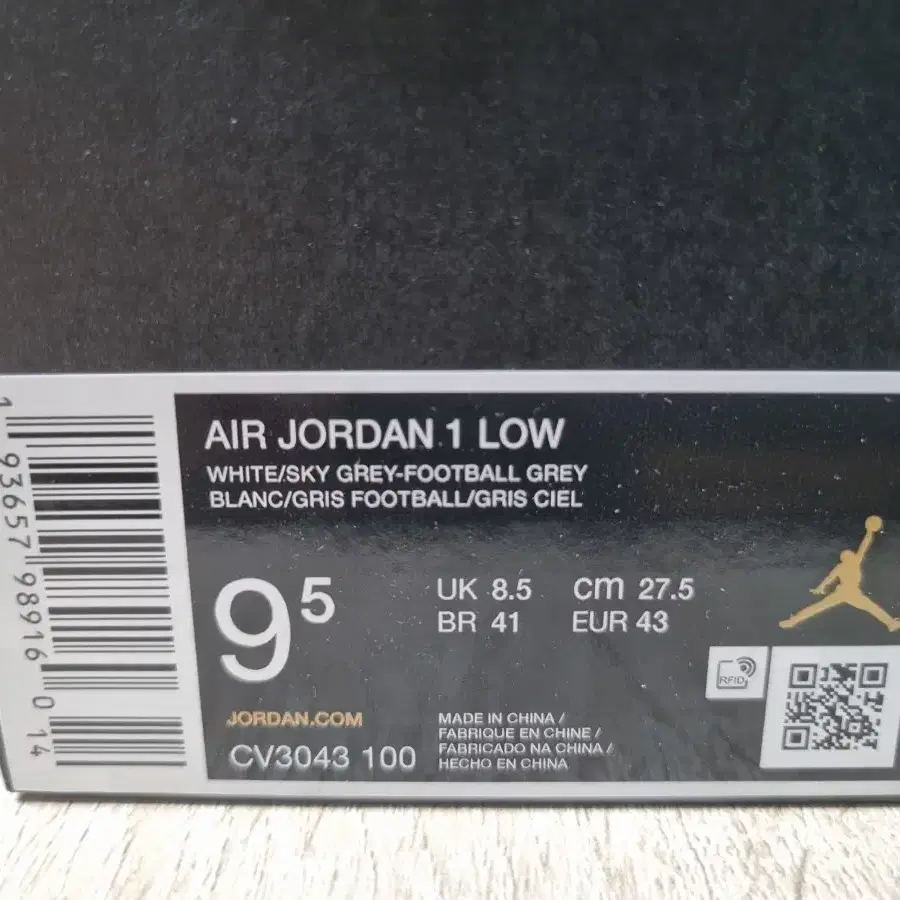 AIR JORDAN 1 LOW
WHITE/SKY GREY-FOOTBALL GREY
BLANC/GRIS FOOTBALL/GRIS CIEL
9 5
UK 8.5 cm 27.5
BR 41 EUR 43
RFID
JORDAN.COM
CV3043 100
MADE IN CHINA /
FABRIQUE EN CHINE /
FABRICADO NA CHINA /
HECHO EN CHINA
1 93657 98916 0 14